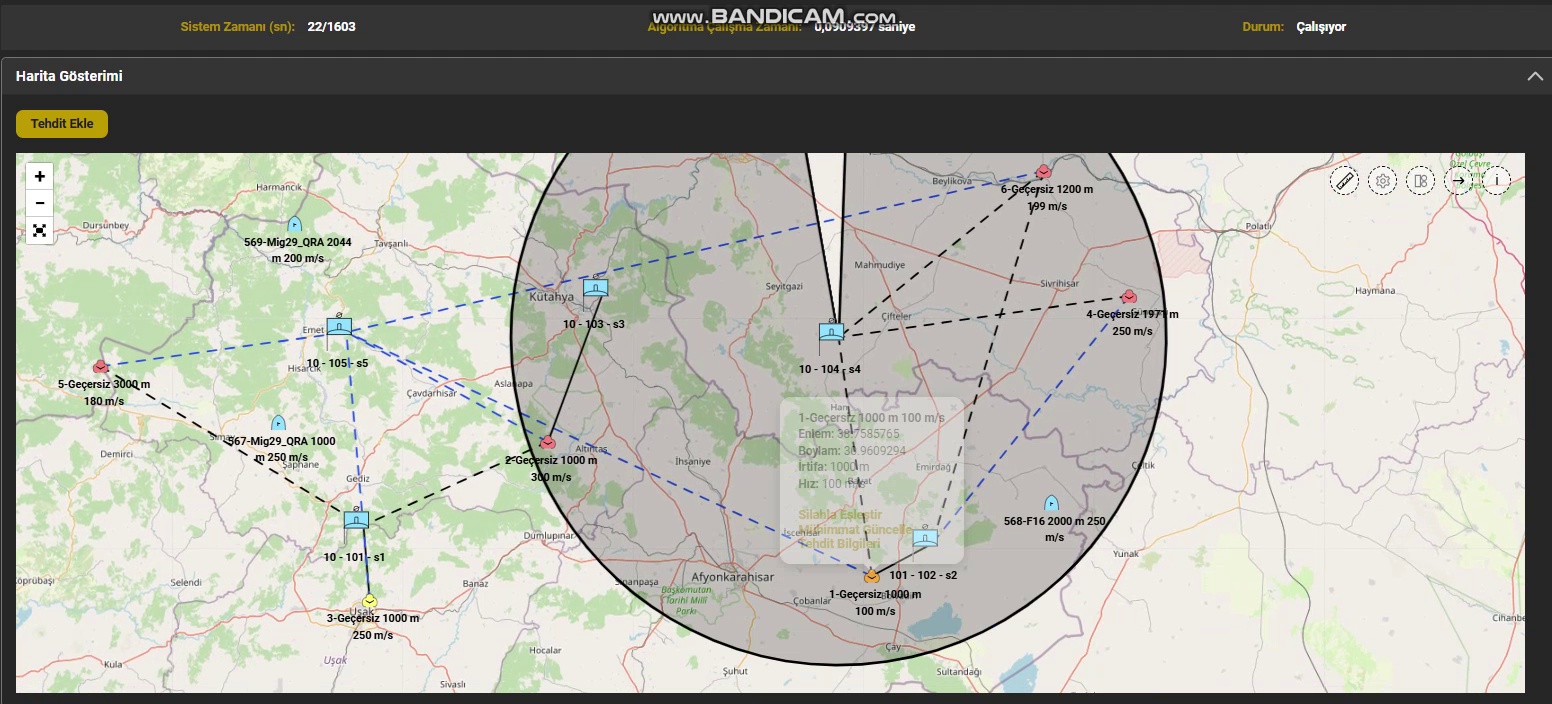 www.BANDICAM.com
Sistem Zamanı (sn): 22/1603
Algoritma Çalışma Zamanı: 0,0909397 saniye
Durum: Çalışıyor
Harita Gösterimi
Tehdit Ekle
+
−
Harmancık
Dursunbey
569-Mig29_QRA 2044
m 200 m/s
Tavşanlı
Beylikova
6-Geçersiz 1200 m
199 m/s
Polatlı
Kütahya
10 - 103 - s3
Seyitgazi
Mahmudiye
Sivrihisar
Haymana
Emet
10 - 105 - s5
Hisarcık
Çifteler
10 - 104 - s4
4-Geçersiz 1971 m
250 m/s
5-Geçersiz 3000 m
180 m/s
Aslanapa
Çavdarhisar
567-Mig29_QRA 1000
m 250 m/s
Demirci
Şaphane
Gediz
2-Geçersiz 1000 m
300 m/s
Altıntaş
İhsaniye
1-Geçersiz 1000 m 100 m/s
Enlem: 38.7585765
Boylam: 30.9609294
İrtifa: 1000 m
Hız: 100 m/s
Silahla Eşleştir
Mühimmat Güncelle
Tehdit Bilgileri
Bayat
Emirdağ
Çeltik
568-F16 2000 m 250
m/s
Yunak
10 - 101 - s1
Dumlupınar
İscehisar
101 - 102 - s2
1-Geçersiz 1000 m
100 m/s
Köprübaşı
Selendi
Banaz
Sinanpaşa
Afyonkarahisar
Başkomutan
Tarihî Millî
Parkı
Çobanlar
Uşak
3-Geçersiz 1000 m
250 m/s
Cihanbe
Kula
Uşak
Hocalar
Sivaslı
Şuhut
Çay
Sultandağı